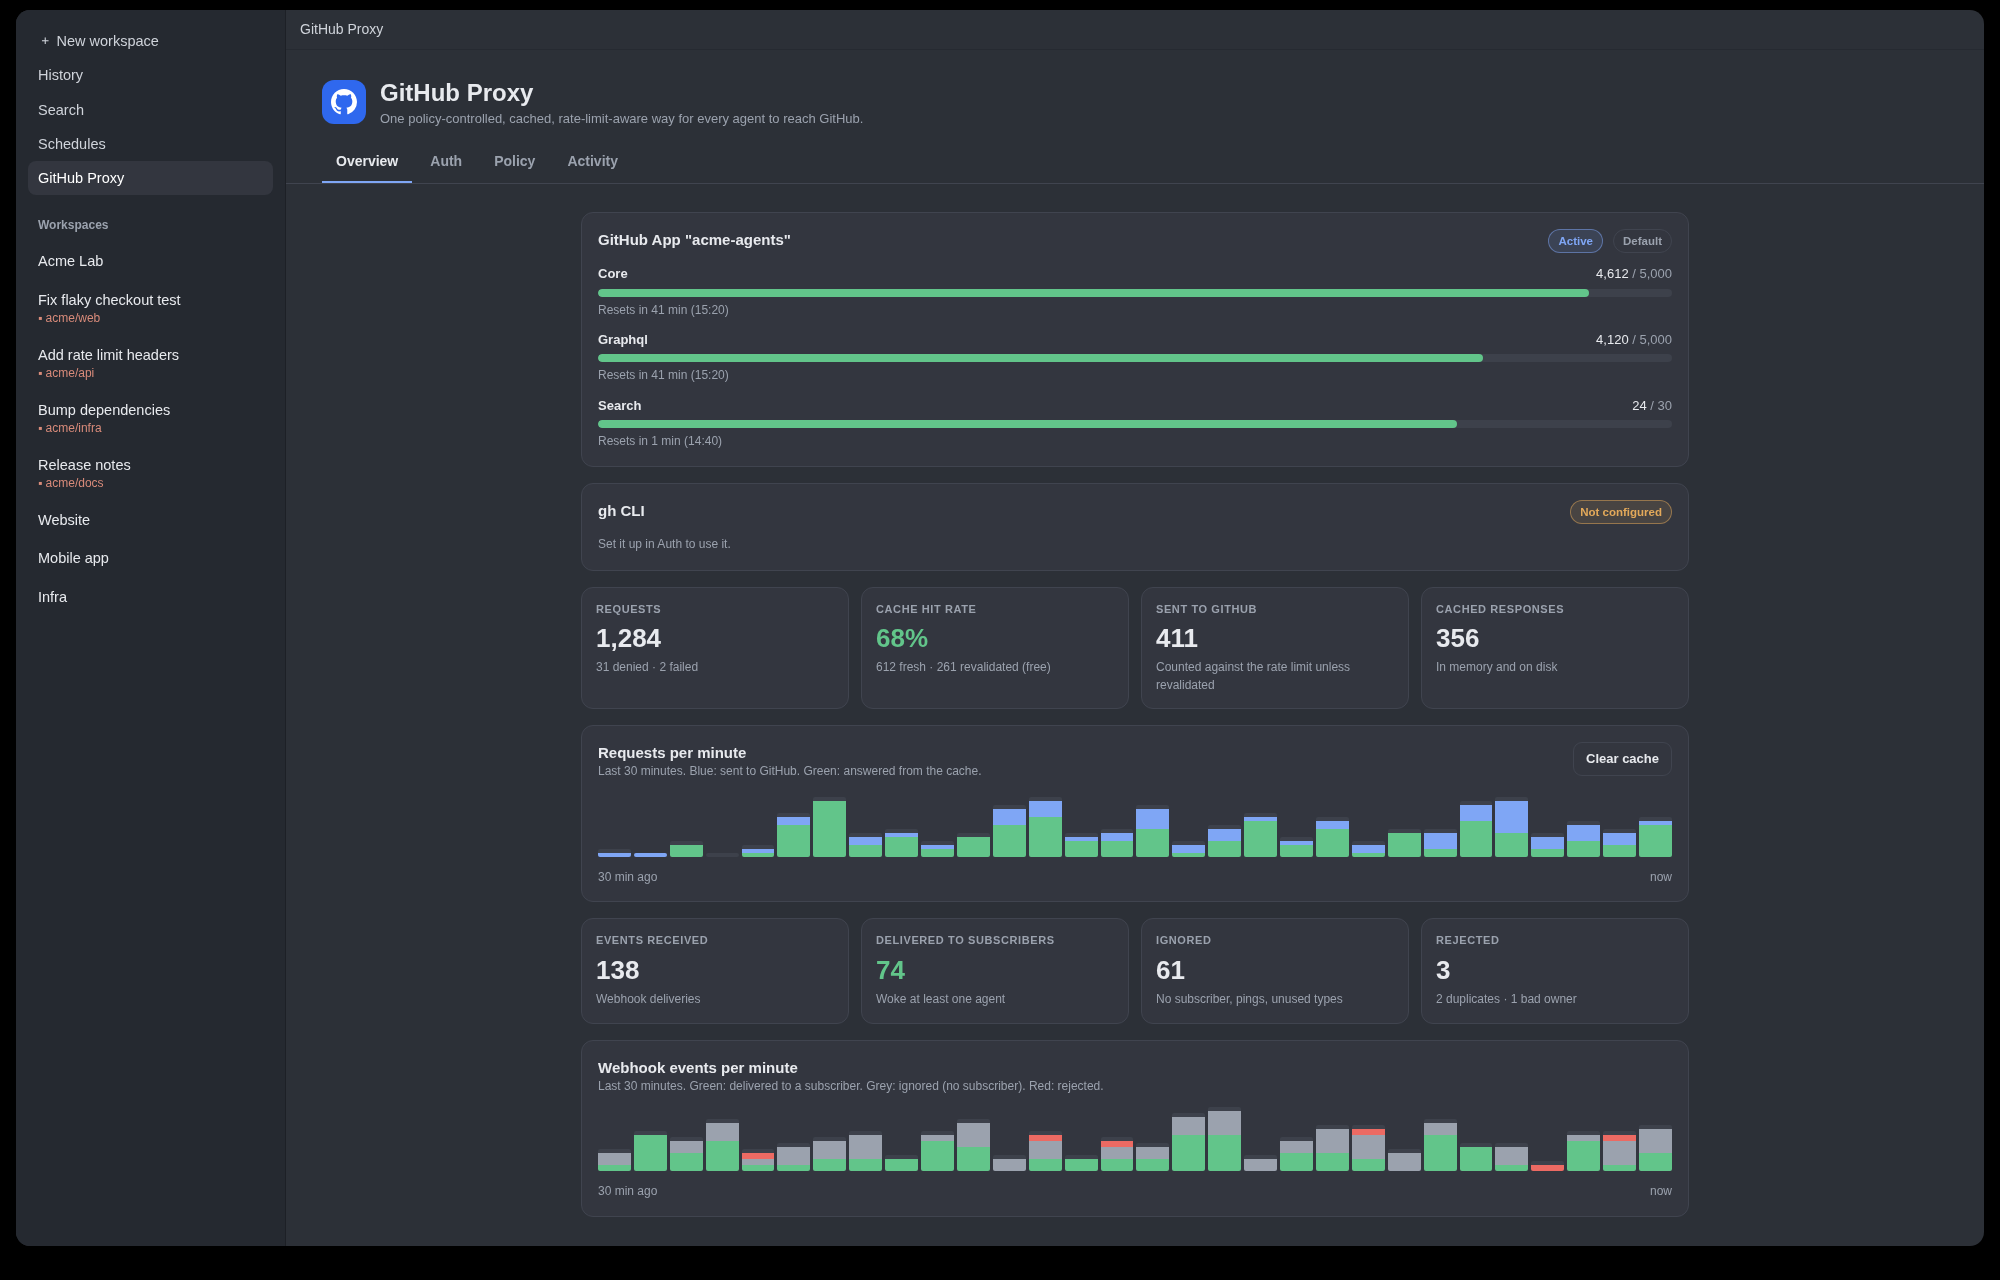 + New workspace
History
Search
Schedules
GitHub Proxy
Workspaces
Acme Lab
Fix flaky checkout test
▪ acme/web
Add rate limit headers
▪ acme/api
Bump dependencies
▪ acme/infra
Release notes
▪ acme/docs
Website
Mobile app
Infra
GitHub Proxy
GitHub Proxy
One policy-controlled, cached, rate-limit-aware way for every agent to reach GitHub.
Overview Auth Policy Activity
GitHub App "acme-agents" Active Default
Core 4,612 / 5,000
Resets in 41 min (15:20)
Graphql 4,120 / 5,000
Resets in 41 min (15:20)
Search 24 / 30
Resets in 1 min (14:40)
gh CLI Not configured
Set it up in Auth to use it.
REQUESTS
1,284
31 denied · 2 failed
CACHE HIT RATE
68%
612 fresh · 261 revalidated (free)
SENT TO GITHUB
411
Counted against the rate limit unless
revalidated
CACHED RESPONSES
356
In memory and on disk
Requests per minute Clear cache
Last 30 minutes. Blue: sent to GitHub. Green: answered from the cache.
30 min ago now
EVENTS RECEIVED
138
Webhook deliveries
DELIVERED TO SUBSCRIBERS
74
Woke at least one agent
IGNORED
61
No subscriber, pings, unused types
REJECTED
3
2 duplicates · 1 bad owner
Webhook events per minute
Last 30 minutes. Green: delivered to a subscriber. Grey: ignored (no subscriber). Red: rejected.
30 min ago now